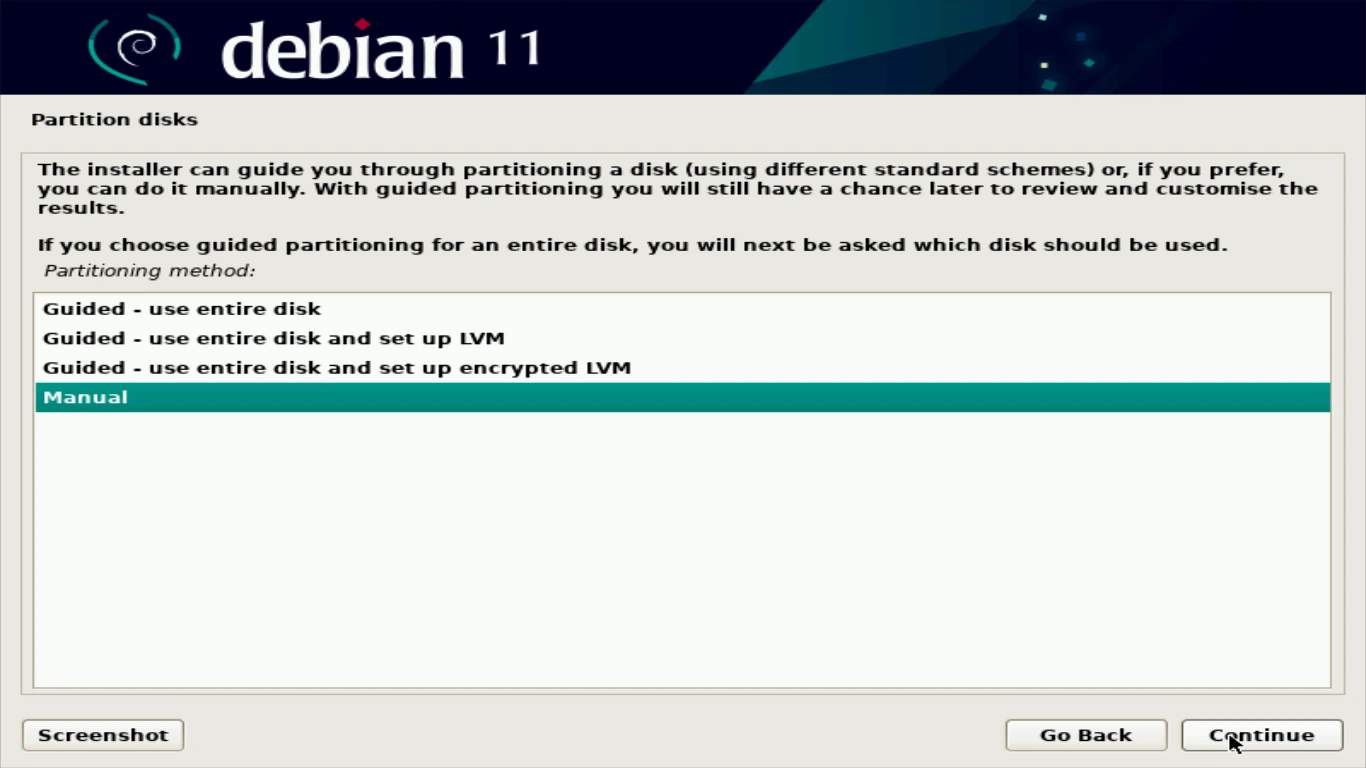 debian 11
Partition disks
The installer can guide you through partitioning a disk (using different standard schemes) or, if you prefer,
you can do it manually. With guided partitioning you will still have a chance later to review and customise the
results.
If you choose guided partitioning for an entire disk, you will next be asked which disk should be used.
Partitioning method:
Guided - use entire disk
Guided - use entire disk and set up LVM
Guided - use entire disk and set up encrypted LVM
Manual
Screenshot
Go Back
Continue